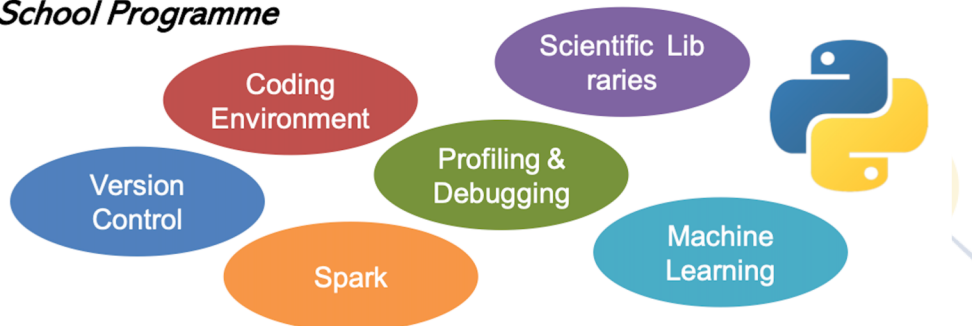 School Programme
Scientific Lib
raries
Coding
Environment
Profiling &
Debugging
Version
Control
Machine
Learning
Spark